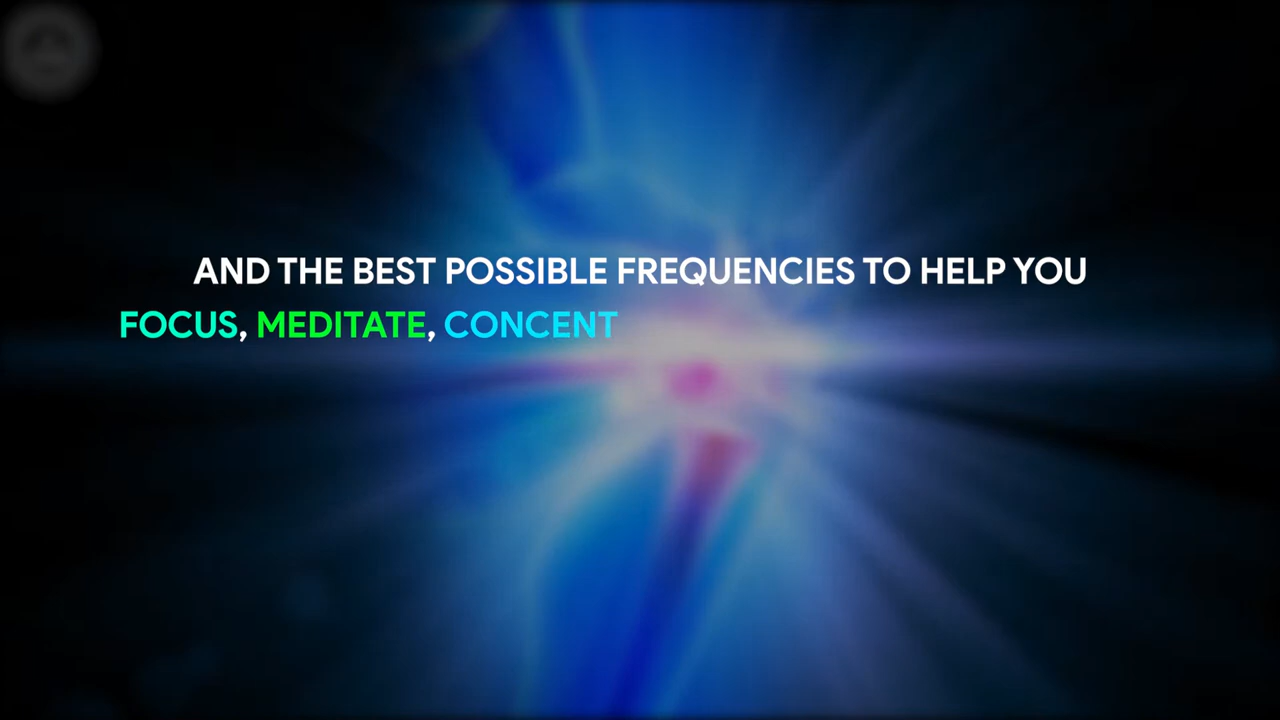 AND THE BEST POSSIBLE FREQUENCIES TO HELP YOU
FOCUS, MEDITATE, CONCENT